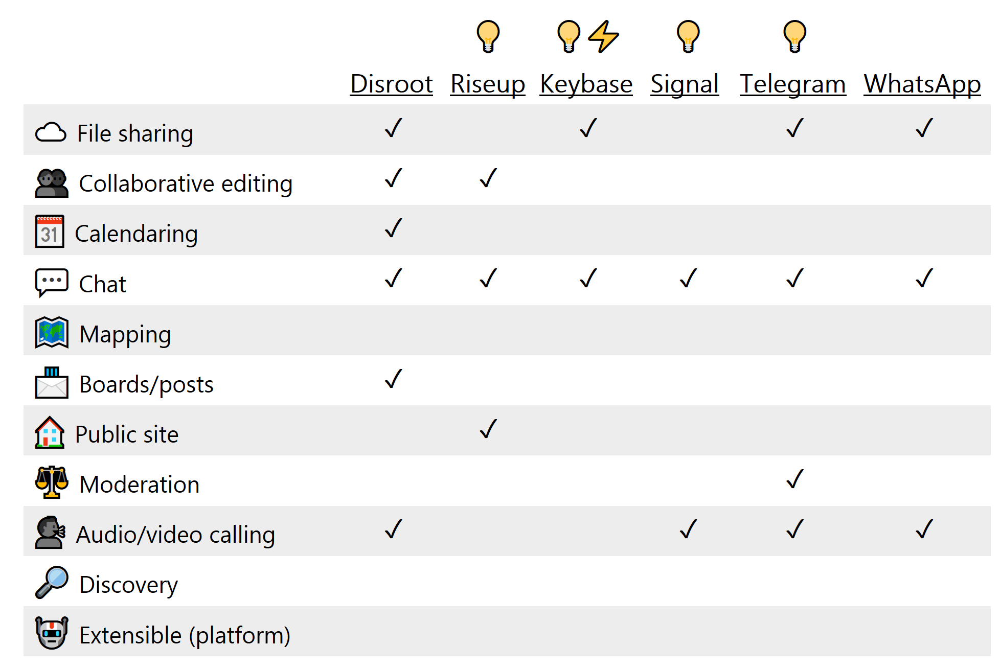 Disroot Riseup Keybase Signal Telegram WhatsApp
File sharing ✓ ✓ ✓ ✓
Collaborative editing ✓ ✓
31 Calendaring ✓
Chat ✓ ✓ ✓ ✓ ✓ ✓
Mapping
Boards/posts ✓
Public site ✓
Moderation ✓
Audio/video calling ✓ ✓ ✓ ✓
Discovery
Extensible (platform)